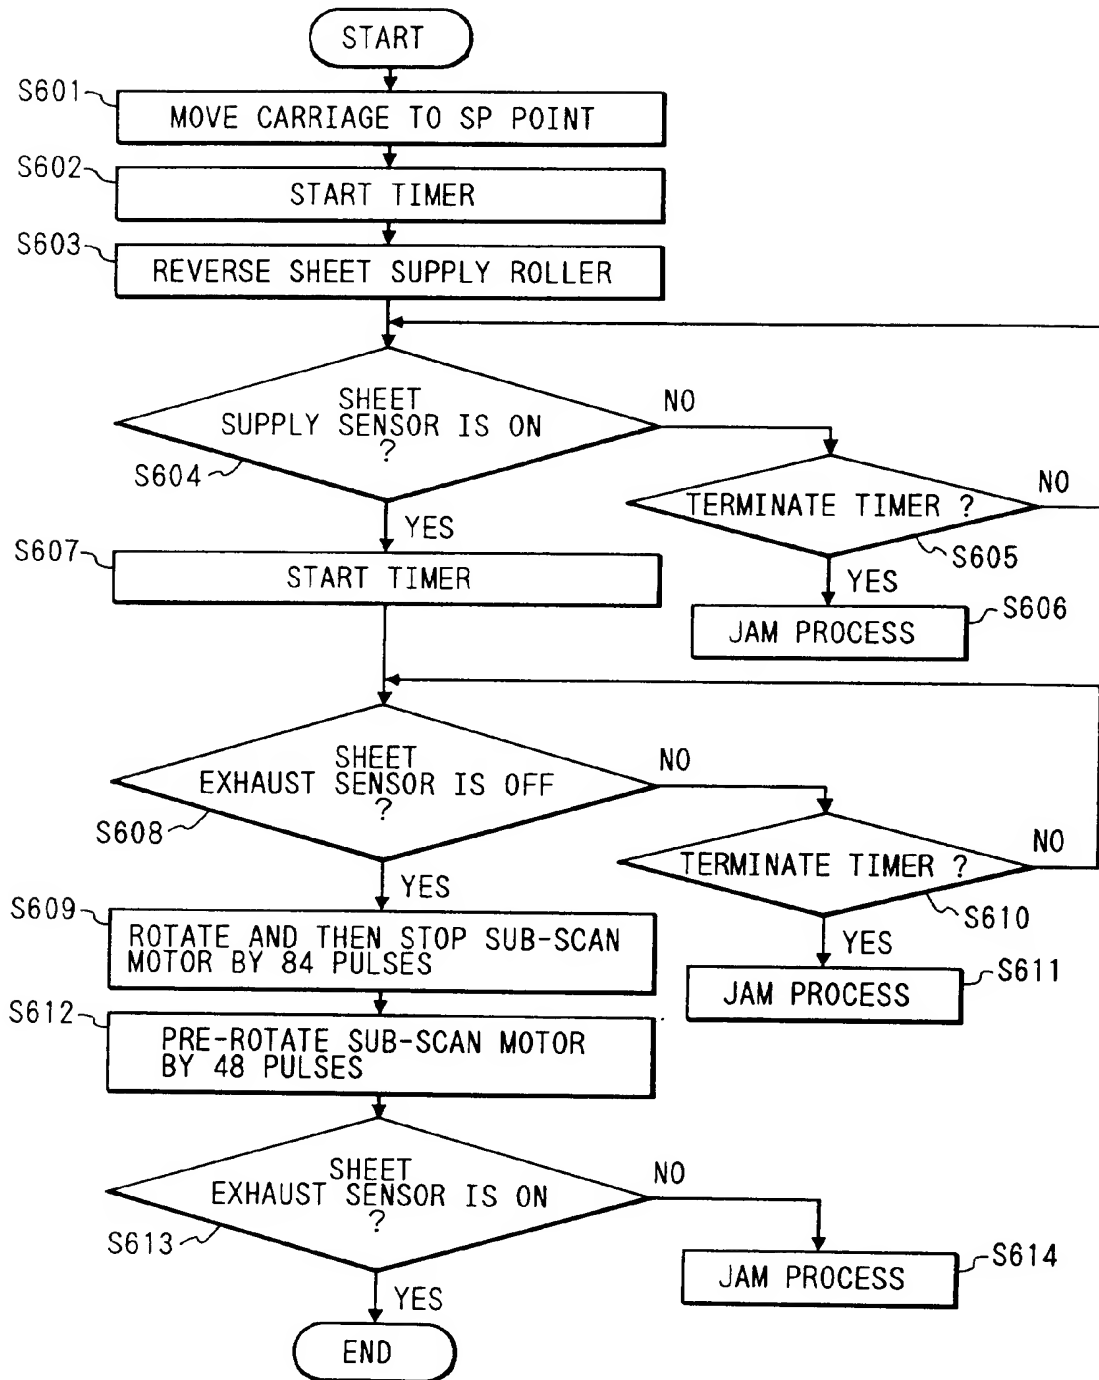 START
S601
MOVE CARRIAGE TO SP POINT
S602
START TIMER
S603
REVERSE SHEET SUPPLY ROLLER
SHEET
SUPPLY SENSOR IS ON
?
NO
S604
TERMINATE TIMER ?
NO
YES
S605
S607
START TIMER
YES
S606
JAM PROCESS
SHEET
EXHAUST SENSOR IS OFF
?
NO
S608
TERMINATE TIMER ?
NO
YES
S610
S609
ROTATE AND THEN STOP SUB-SCAN
MOTOR BY 84 PULSES
YES
S611
JAM PROCESS
S612
PRE-ROTATE SUB-SCAN MOTOR
BY 48 PULSES
SHEET
EXHAUST SENSOR IS ON
?
NO
S613
S614
JAM PROCESS
YES
END